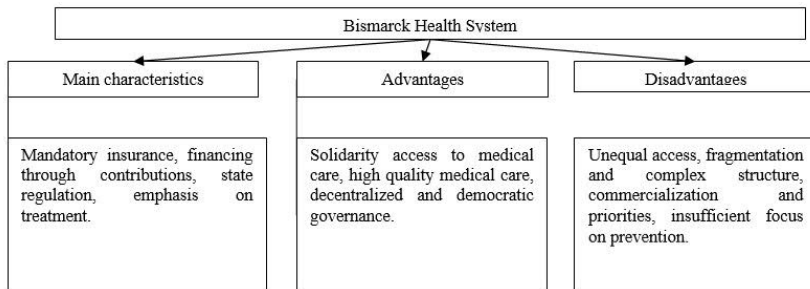 Bismarck Health System
Main characteristics
Advantages
Disadvantages
Mandatory insurance, financing
through contributions, state
regulation, emphasis on
treatment.
Solidarity access to medical
care, high quality medical care,
decentralized and democratic
governance.
Unequal access, fragmentation
and complex structure,
commercialization and
priorities, insufficient focus
on prevention.